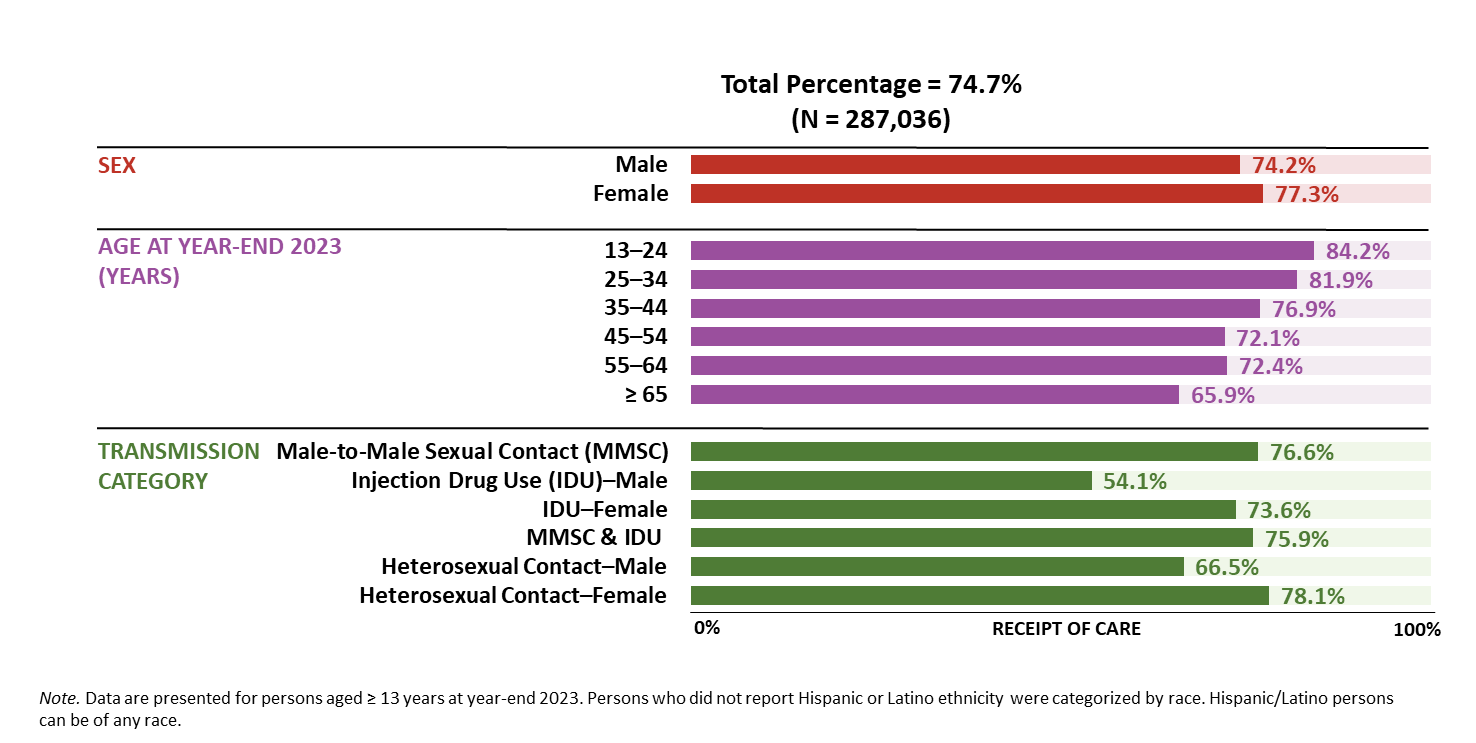 Total Percentage = 74.7%
(N = 287,036)
SEX
Male 74.2%
Female 77.3%
AGE AT YEAR-END 2023
(YEARS)
13–24 84.2%
25–34 81.9%
35–44 76.9%
45–54 72.1%
55–64 72.4%
≥ 65 65.9%
TRANSMISSION
CATEGORY
Male-to-Male Sexual Contact (MMSC) 76.6%
Injection Drug Use (IDU)–Male 54.1%
IDU–Female 73.6%
MMSC & IDU 75.9%
Heterosexual Contact–Male 66.5%
Heterosexual Contact–Female 78.1%
0% RECEIPT OF CARE 100%
Note. Data are presented for persons aged ≥ 13 years at year-end 2023. Persons who did not report Hispanic or Latino ethnicity were categorized by race. Hispanic/Latino persons
can be of any race.